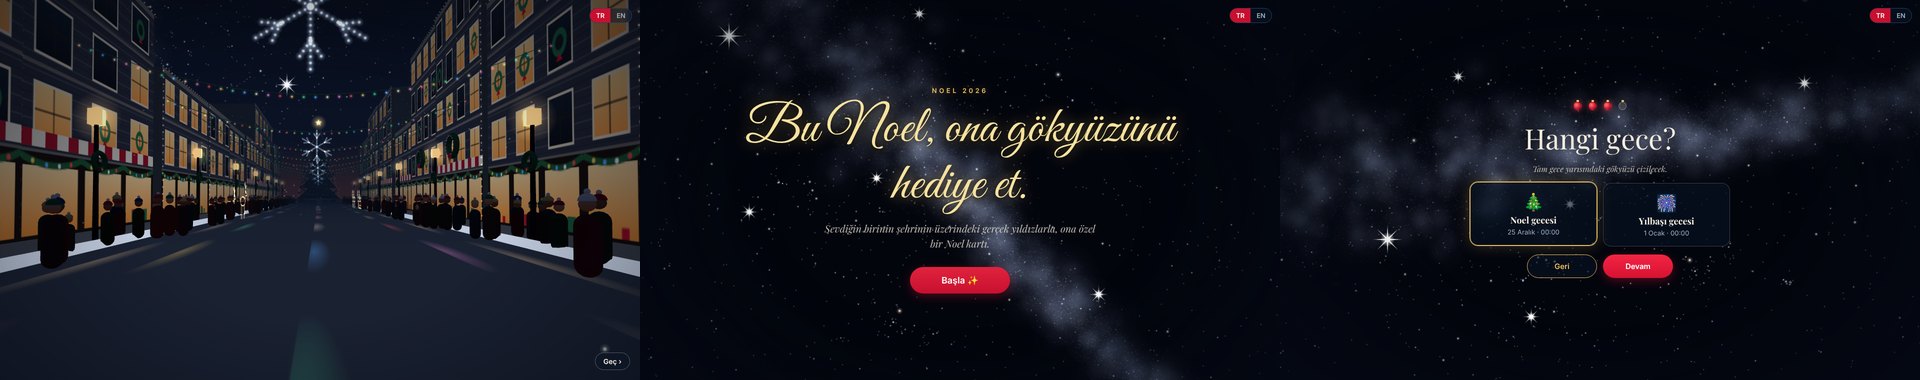 TR EN
Geç ›
TR EN
NOEL 2026
Bu Noel, ona gökyüzünü
hediye et.
Sevdiğin birinin şehrinin üzerindeki gerçek yıldızlarla, ona özel
bir Noel kartı.
Başla ✨
TR EN
Hangi gece?
Tam gece yarısındaki gökyüzü çizilecek.
Noel gecesi
25 Aralık · 00:00
Yılbaşı gecesi
1 Ocak · 00:00
Geri
Devam